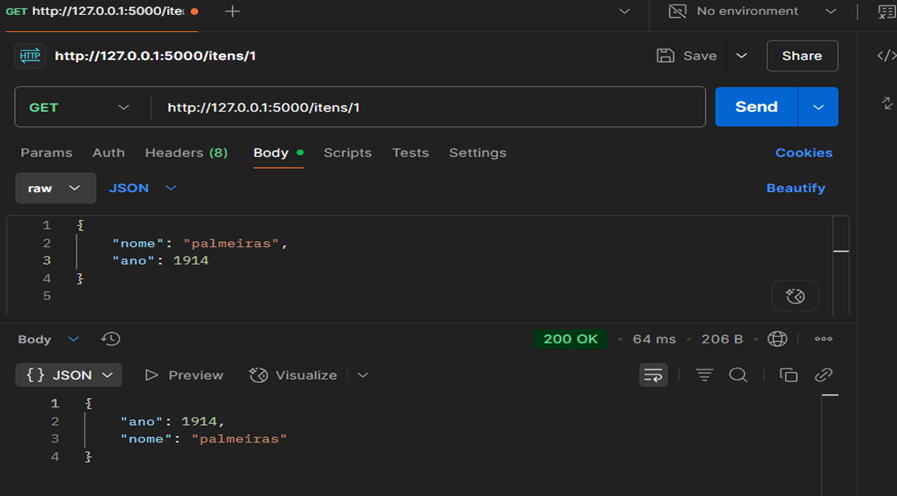 GET http://127.0.0.1:5000/ite
No environment
HTTP http://127.0.0.1:5000/itens/1
Save
Share
GET
http://127.0.0.1:5000/itens/1
Send
Params Auth Headers (8) Body Scripts Tests Settings
Cookies
raw
JSON
Beautify
1 {
2 "nome": "palmeiras",
3 "ano": 1914
4 }
5
Body
200 OK
64 ms
206 B
{} JSON
Preview
Visualize
1 {
2 "ano": 1914,
3 "nome": "palmeiras"
4 }